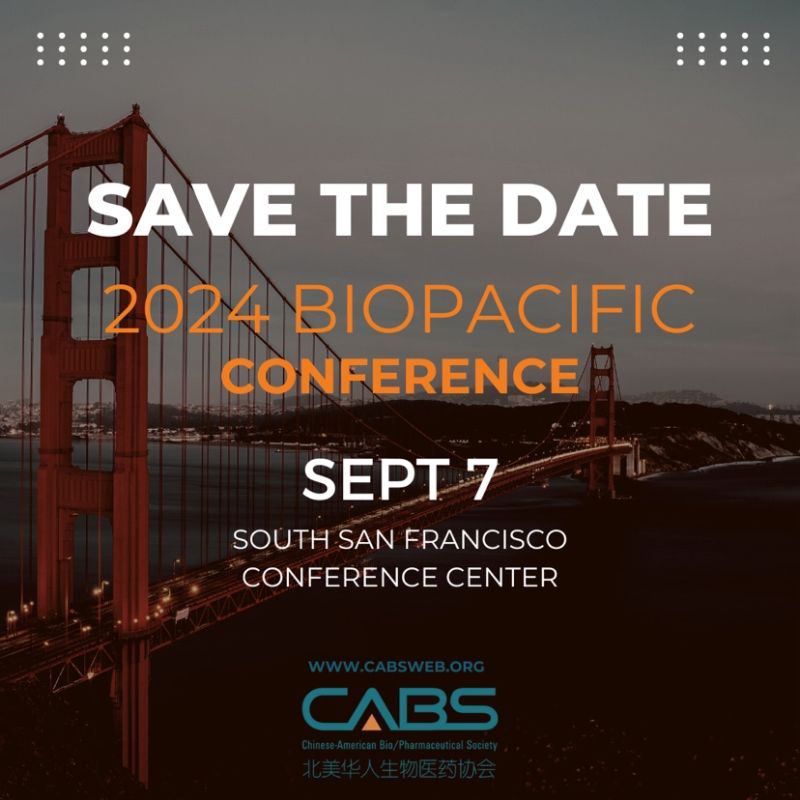 SAVE THE DATE
2024 BIOPACIFIC
CONFERENCE
SEPT 7
SOUTH SAN FRANCISCO
CONFERENCE CENTER
WWW.CABSWEB.ORG
CABS
Chinese-American Bio/Pharmaceutical Society
北美华人生物医药协会